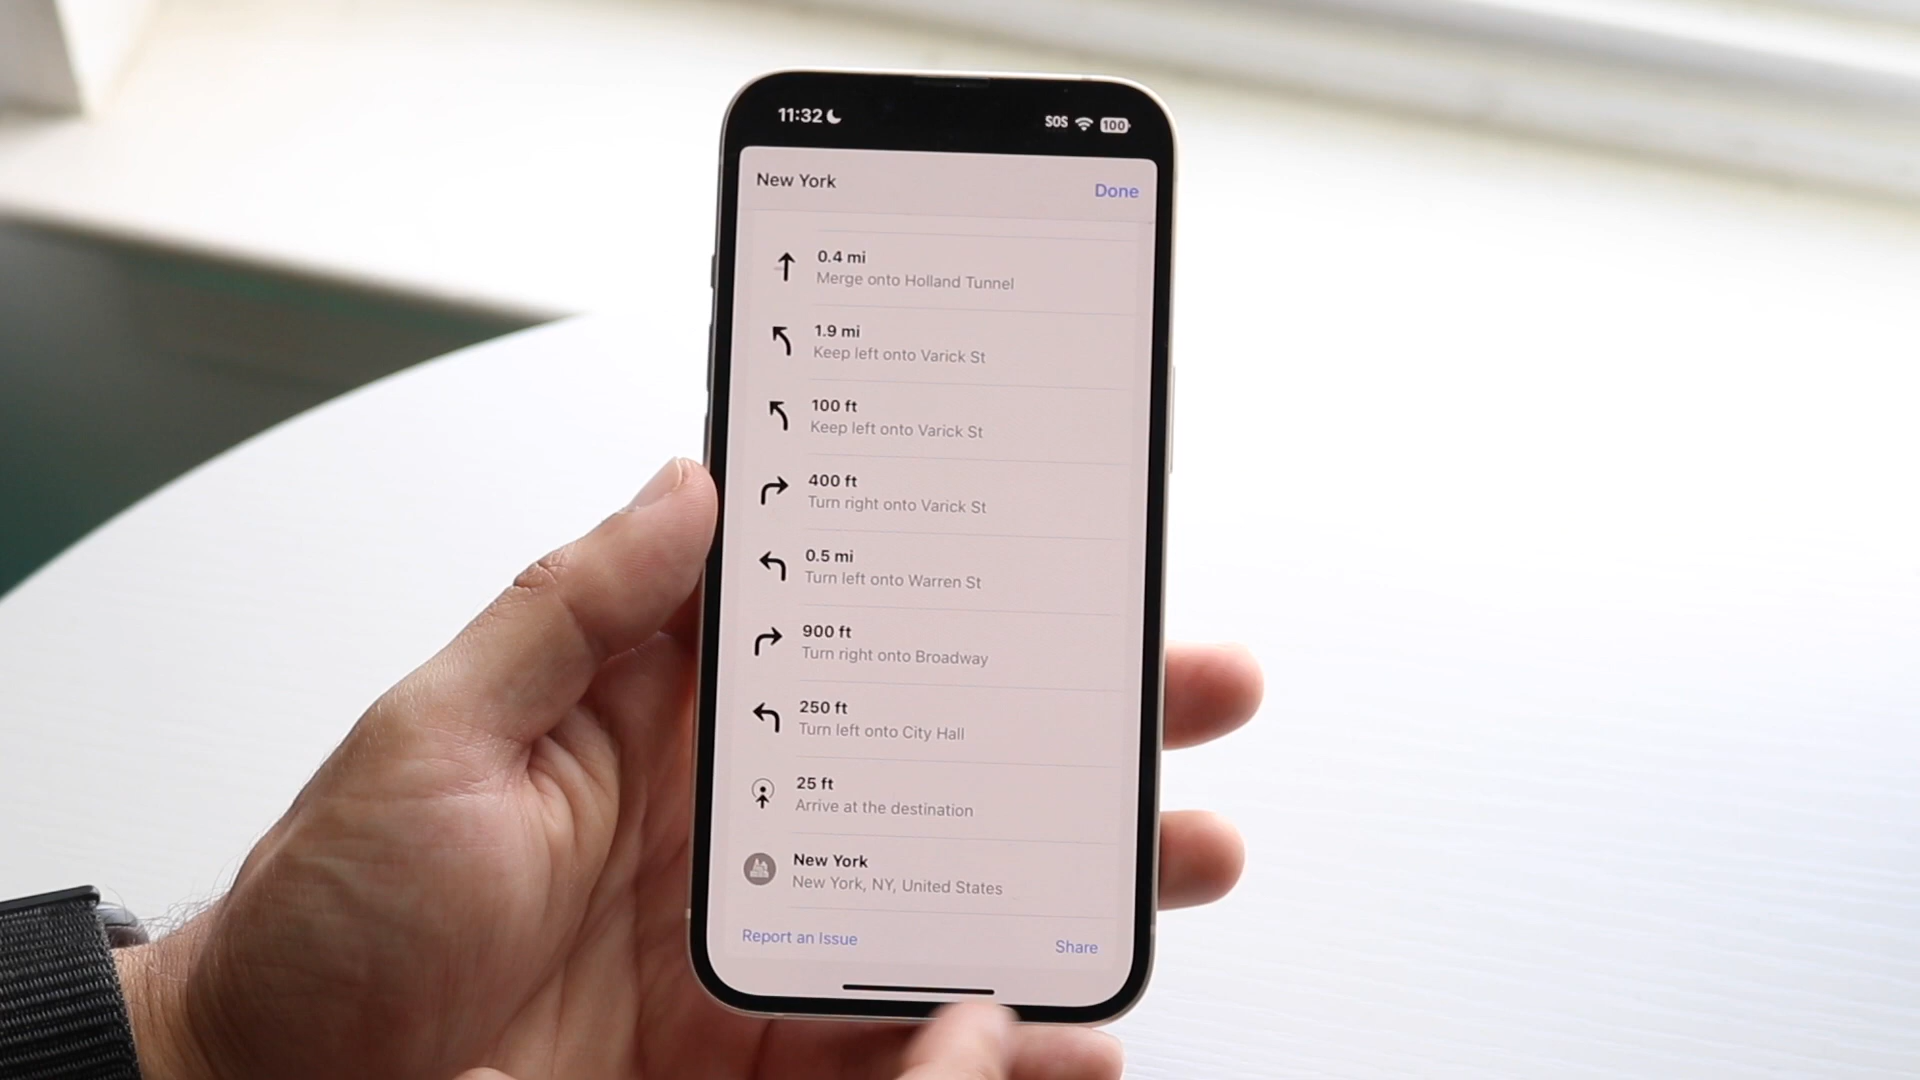 11:32
SOS
100
New York
Done
0.4 mi
Merge onto Holland Tunnel
1.9 mi
Keep left onto Varick St
100 ft
Keep left onto Varick St
400 ft
Turn right onto Varick St
0.5 mi
Turn left onto Warren St
900 ft
Turn right onto Broadway
250 ft
Turn left onto City Hall
25 ft
Arrive at the destination
New York
New York, NY, United States
Report an Issue
Share